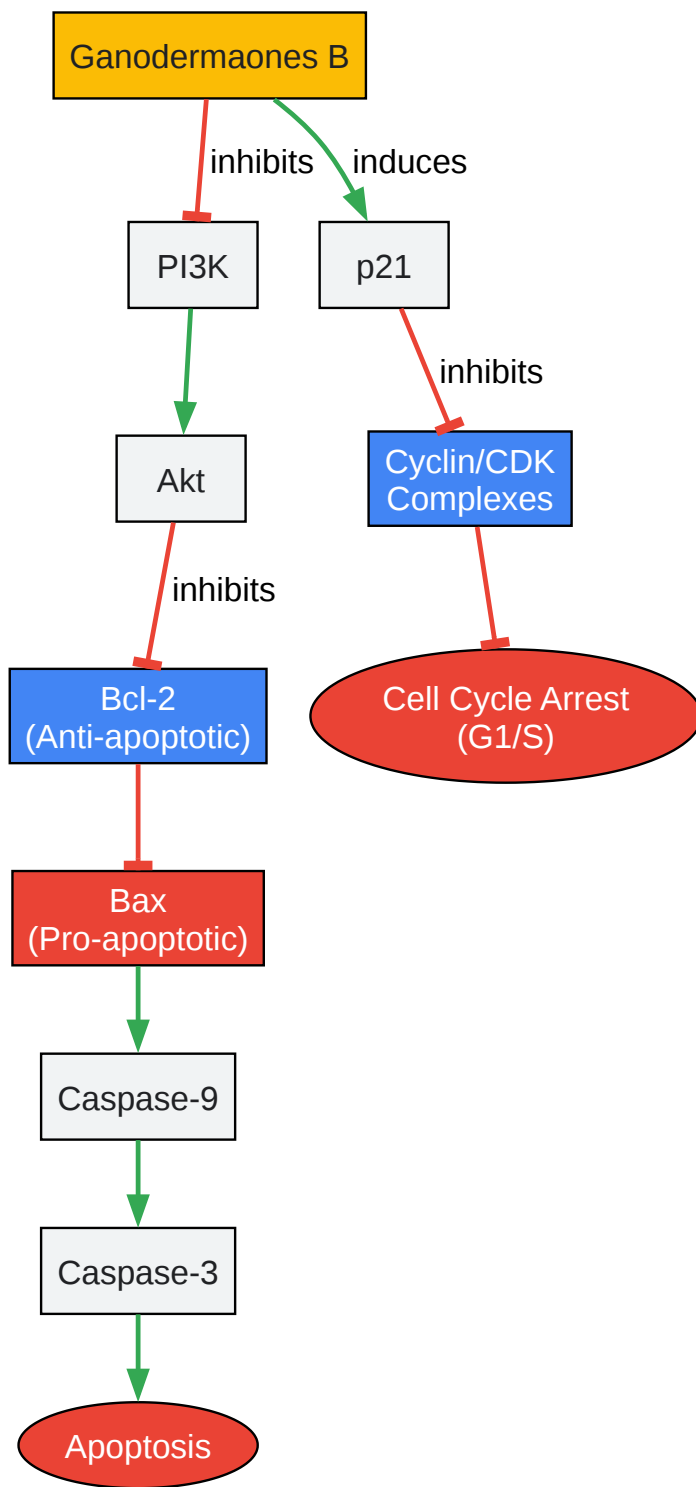 Ganodermaones B
inhibits
induces
PI3K
p21
inhibits
Akt
Cyclin/CDK
Complexes
inhibits
Bcl-2
(Anti-apoptotic)
Cell Cycle Arrest
(G1/S)
Bax
(Pro-apoptotic)
Caspase-9
Caspase-3
Apoptosis